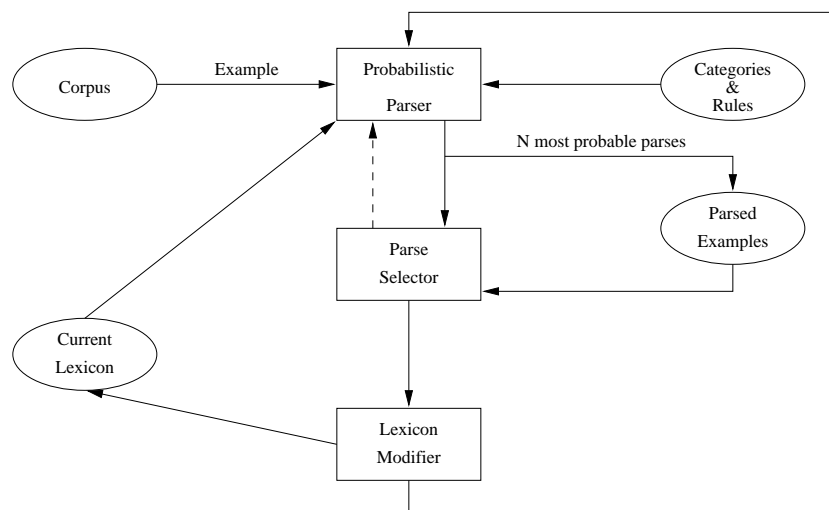 Corpus
Example
Probabilistic
Parser
Categories
&
Rules
N most probable parses
Parsed
Examples
Parse
Selector
Current
Lexicon
Lexicon
Modifier